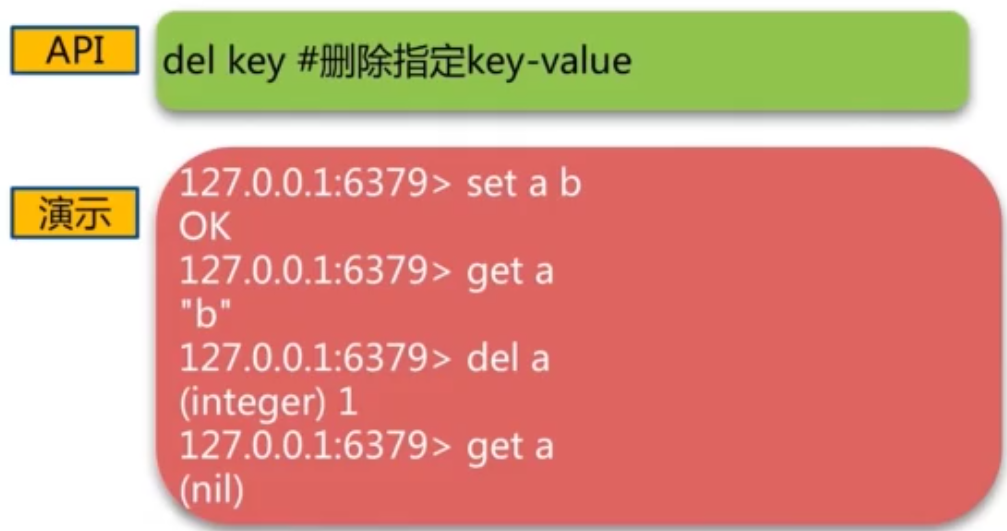 API
del key #删除指定key-value
演示
127.0.0.1:6379> set a b
OK
127.0.0.1:6379> get a
"b"
127.0.0.1:6379> del a
(integer) 1
127.0.0.1:6379> get a
(nil)